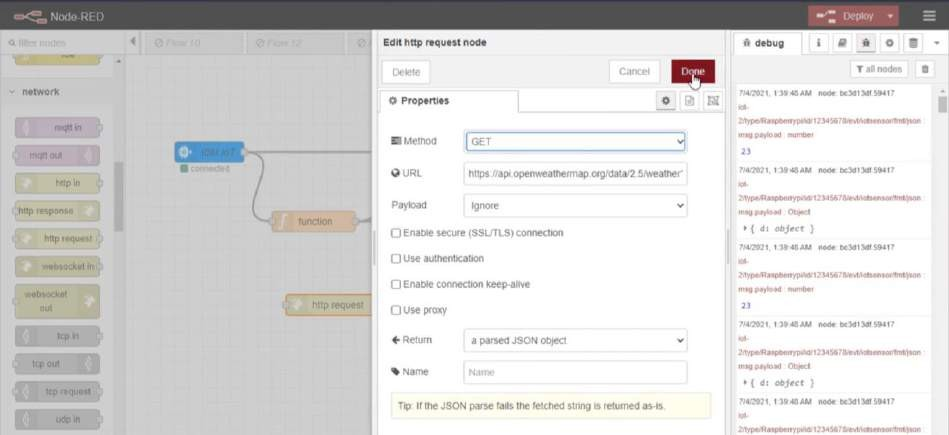 Node-RED
Deploy
filter nodes
Flow 10
Flow 12
network
mqtt in
mqtt out
http in
http response
http request
websocket in
websocket
out
tcp in
tcp out
tcp request
udp in
IBM IoT
connected
function
http request
Edit http request node
Delete
Cancel
Done
Properties
Method
GET
URL
https://api.openweathermap.org/data/2.5/weather
Payload
Ignore
Enable secure (SSL/TLS) connection
Use authentication
Enable connection keep-alive
Use proxy
Return
a parsed JSON object
Name
Name
Tip: If the JSON parse fails the fetched string is returned as-is.
debug
i
all nodes
7/4/2021, 1:39:46 AM node: bc3d13df.59417
iot-
2/type/Raspberrypi/id/12345678/evt/iotsensor/fmt/json :
msg.payload : number
23
7/4/2021, 1:39:48 AM node: bc3d13df.59417
iot-
2/type/Raspberrypi/id/12345678/evt/iotsensor/fmt/json :
msg.payload : Object
{ d: object }
7/4/2021, 1:39:48 AM node: bc3d13df.59417
iot-
2/type/Raspberrypi/id/12345678/evt/iotsensor/fmt/json :
msg.payload : number
23
7/4/2021, 1:39:48 AM node: bc3d13df.59417
iot-
2/type/Raspberrypi/id/12345678/evt/iotsensor/fmt/json :
msg.payload : Object
{ d: object }
7/4/2021, 1:39:48 AM node: bc3d13df.59417
iot-
2/type/Raspberrypi/id/12345678/evt/iotsensor/fmt/json :